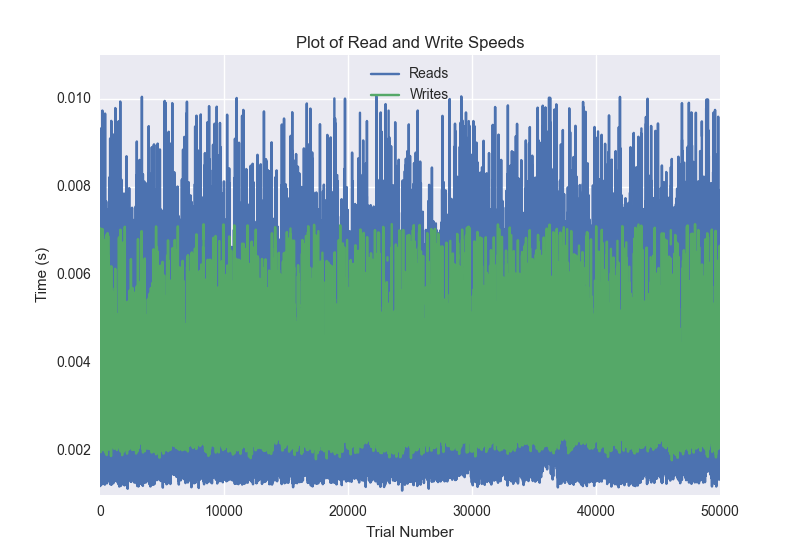 Plot of Read and Write Speeds
Reads
Writes
0.010
0.008
0.006
0.004
0.002
Time (s)
0 10000 20000 30000 40000 50000
Trial Number